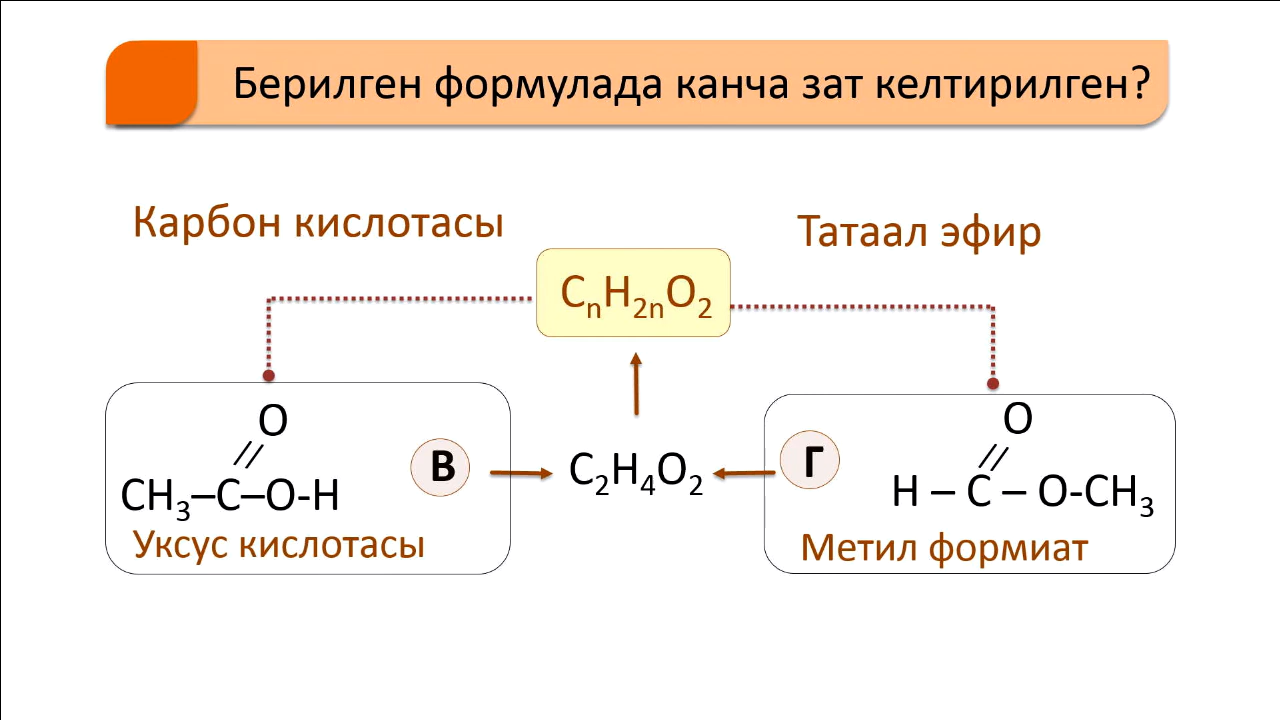 Берилген формулада канча зат келтирилген?
Карбон кислотасы
Татаал эфир
CₙH₂ₙO₂
O
//
CH₃–C–O-H
Уксус кислотасы
В
C₂H₄O₂
Г
O
//
H – C – O-CH₃
Метил формиат